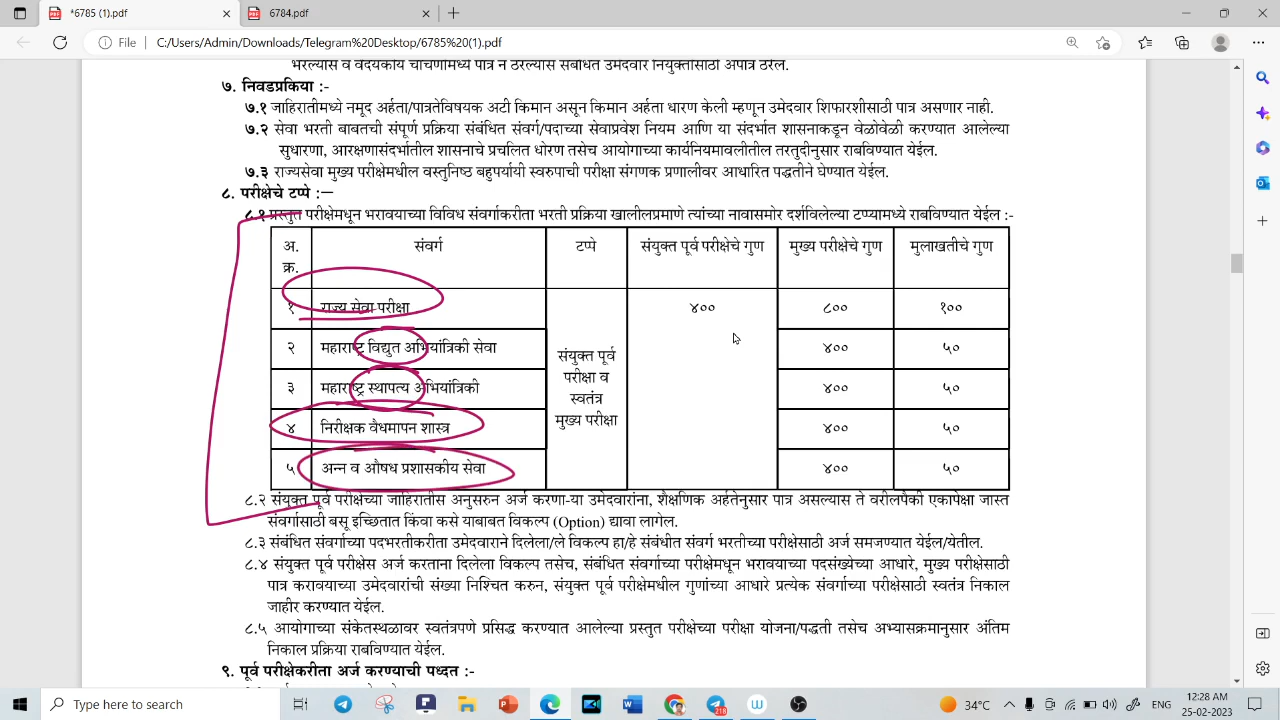 *6785 (1).pdf
6784.pdf
File C:/Users/Admin/Downloads/Telegram%20Desktop/6785%20(1).pdf
७. निवडप्रकिया :-
७.१ जाहिरातीमध्ये नमूद अर्हता/पात्रतेविषयक अटी किमान असून किमान अर्हता धारण केली म्हणून उमेदवार शिफारशीसाठी पात्र असणार नाही.
७.२ सेवा भरती बाबतची संपूर्ण प्रक्रिया संबंधित संवर्ग/पदाच्या सेवाप्रवेश नियम आणि या संदर्भात शासनाकडून वेळोवेळी करण्यात आलेल्या
सुधारणा, आरक्षणासंदर्भातील शासनाचे प्रचलित धोरण तसेच आयोगाच्या कार्यनियमावलीतील तरतुदीनुसार राबविण्यात येईल.
७.३ राज्यसेवा मुख्य परीक्षेमधील वस्तुनिष्ठ बहुपर्यायी स्वरुपाची परीक्षा संगणक प्रणालीवर आधारित पद्धतीने घेण्यात येईल.
८. परीक्षेचे टप्पे :—
८.१ प्रस्तुत परीक्षेमधून भरावयाच्या विविध संवर्गाकरीता भरती प्रक्रिया खालीलप्रमाणे त्यांच्या नावासमोर दर्शविलेल्या टप्प्यामध्ये राबविण्यात येईल :-
अ. क्र. संवर्ग टप्पे संयुक्त पूर्व परीक्षेचे गुण मुख्य परीक्षेचे गुण मुलाखतीचे गुण
१ राज्य सेवा परीक्षा ४०० ८०० १००
२ महाराष्ट्र विद्युत अभियांत्रिकी सेवा ४०० ५०
संयुक्त पूर्व
परीक्षा व
३ महाराष्ट्र स्थापत्य अभियांत्रिकी ४०० ५०
स्वतंत्र
मुख्य परीक्षा
४ निरीक्षक वैधमापन शास्त्र ४०० ५०
५ अन्न व औषध प्रशासकीय सेवा ४०० ५०
८.२ संयुक्त पूर्व परीक्षेच्या जाहिरातीस अनुसरुन अर्ज करणा-या उमेदवारांना, शैक्षणिक अर्हतेनुसार पात्र असल्यास ते वरीलपैकी एकापेक्षा जास्त
संवर्गासाठी बसू इच्छितात किंवा कसे याबाबत विकल्प (Option) द्यावा लागेल.
८.३ संबंधित संवर्गाच्या पदभरतीकरीता उमेदवाराने दिलेला/ले विकल्प हा/हे संबंधीत संवर्ग भरतीच्या परीक्षेसाठी अर्ज समजण्यात येईल/येतील.
८.४ संयुक्त पूर्व परीक्षेस अर्ज करताना दिलेला विकल्प तसेच, संबंधित संवर्गाच्या परीक्षेमधून भरावयाच्या पदसंख्येच्या आधारे, मुख्य परीक्षेसाठी
पात्र करावयाच्या उमेदवारांची संख्या निश्चित करुन, संयुक्त पूर्व परीक्षेमधील गुणांच्या आधारे प्रत्येक संवर्गाच्या परीक्षेसाठी स्वतंत्र निकाल
जाहीर करण्यात येईल.
८.५ आयोगाच्या संकेतस्थळावर स्वतंत्रपणे प्रसिद्ध करण्यात आलेल्या प्रस्तुत परीक्षेच्या परीक्षा योजना/पद्धती तसेच अभ्यासक्रमानुसार अंतिम
निकाल प्रक्रिया राबविण्यात येईल.
९. पूर्व परीक्षेकरीता अर्ज करण्याची पध्दत :-
Type here to search
218
34°C
ENG
12:28 AM
25-02-2023